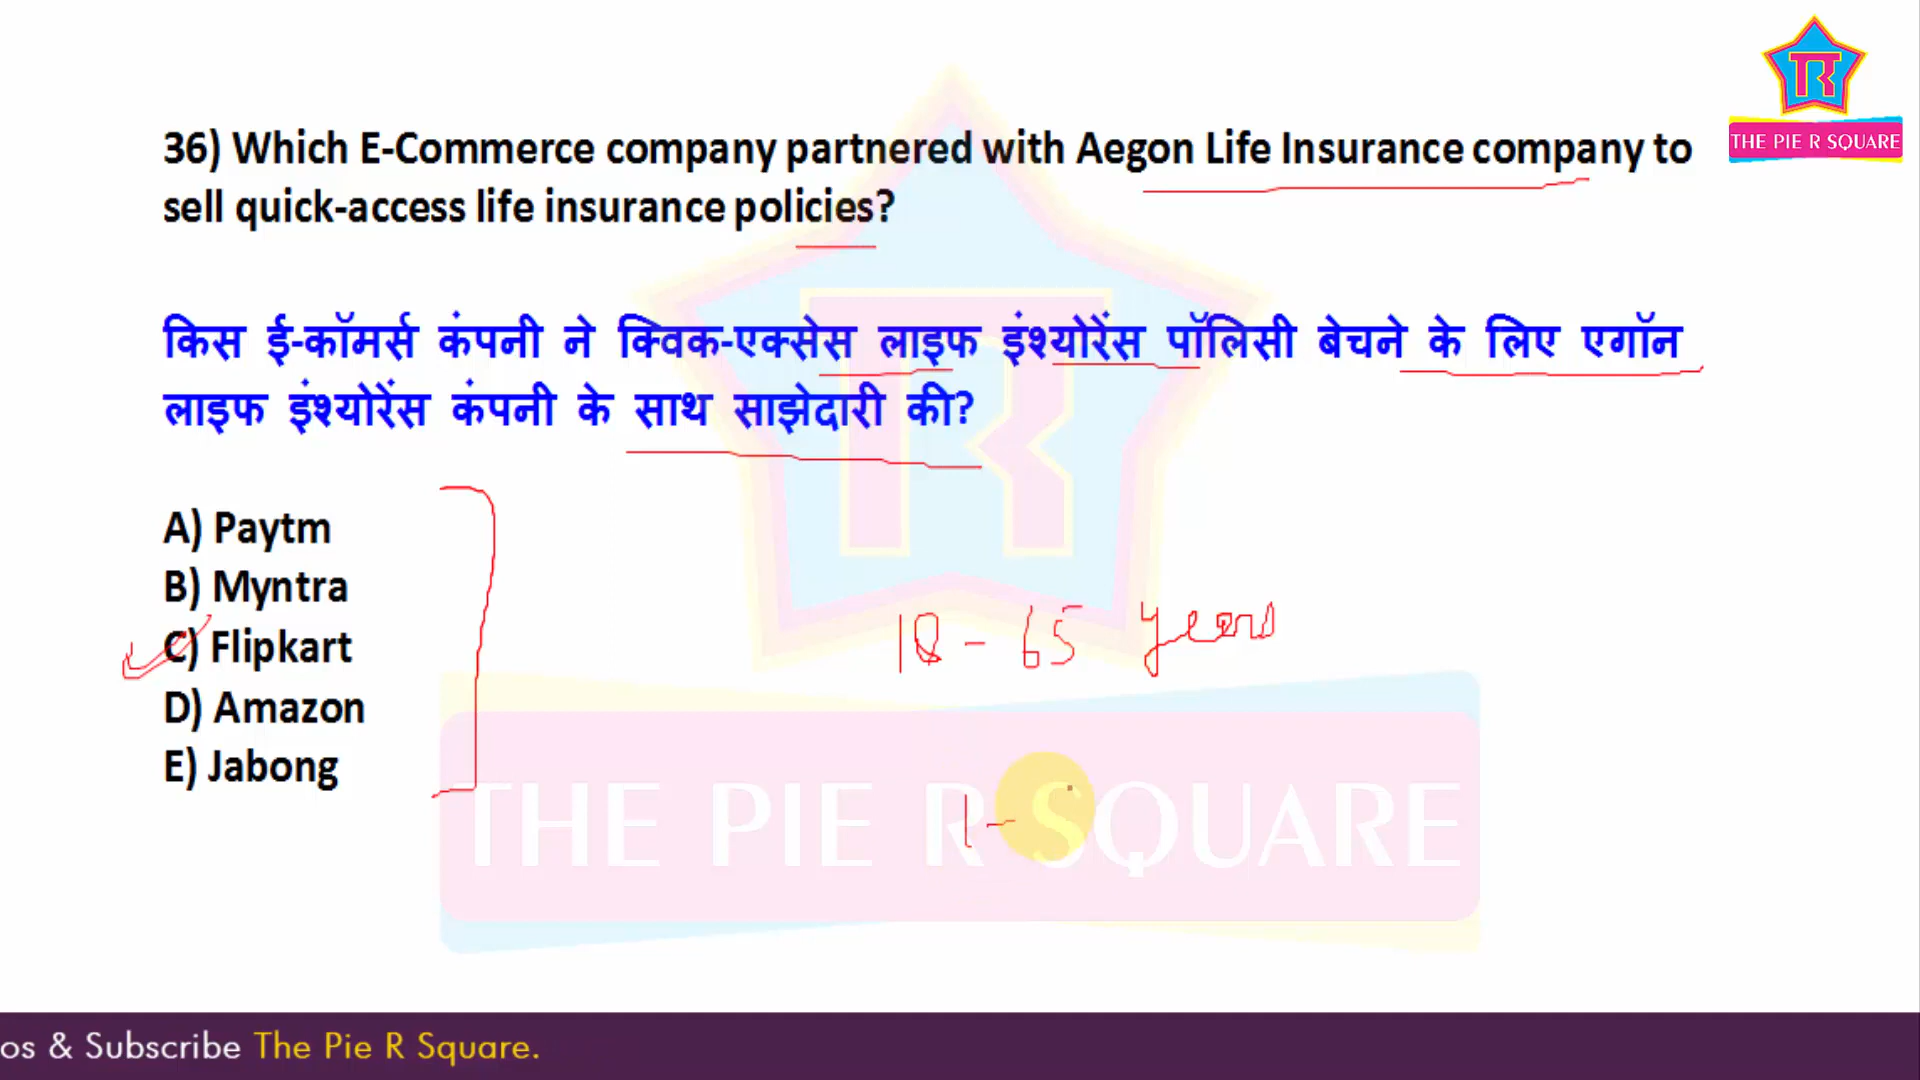 THE PIE R SQUARE
36) Which E-Commerce company partnered with Aegon Life Insurance company to
sell quick-access life insurance policies?
किस ई-कॉमर्स कंपनी ने क्विक-एक्सेस लाइफ इंश्योरेंस पॉलिसी बेचने के लिए एगॉन
लाइफ इंश्योरेंस कंपनी के साथ साझेदारी की?
A) Paytm
B) Myntra
C) Flipkart
D) Amazon
E) Jabong
18 - 65 years
1 -
THE PIE R SQUARE
os & Subscribe The Pie R Square.